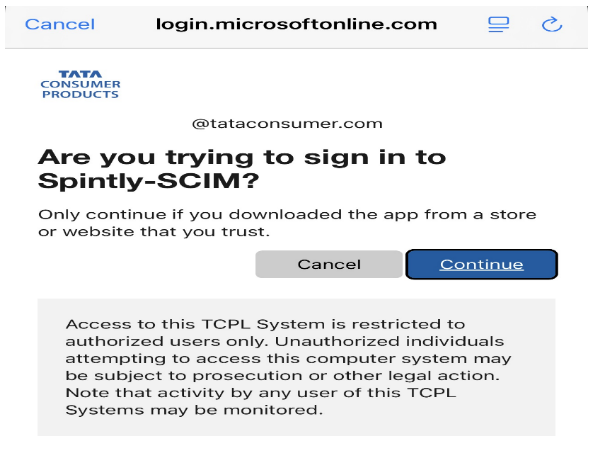 Cancel login.microsoftonline.com
TATA
CONSUMER
PRODUCTS
@tataconsumer.com
Are you trying to sign in to
Spintly-SCIM?
Only continue if you downloaded the app from a store
or website that you trust.
Cancel Continue
Access to this TCPL System is restricted to
authorized users only. Unauthorized individuals
attempting to access this computer system may
be subject to prosecution or other legal action.
Note that activity by any user of this TCPL
Systems may be monitored.